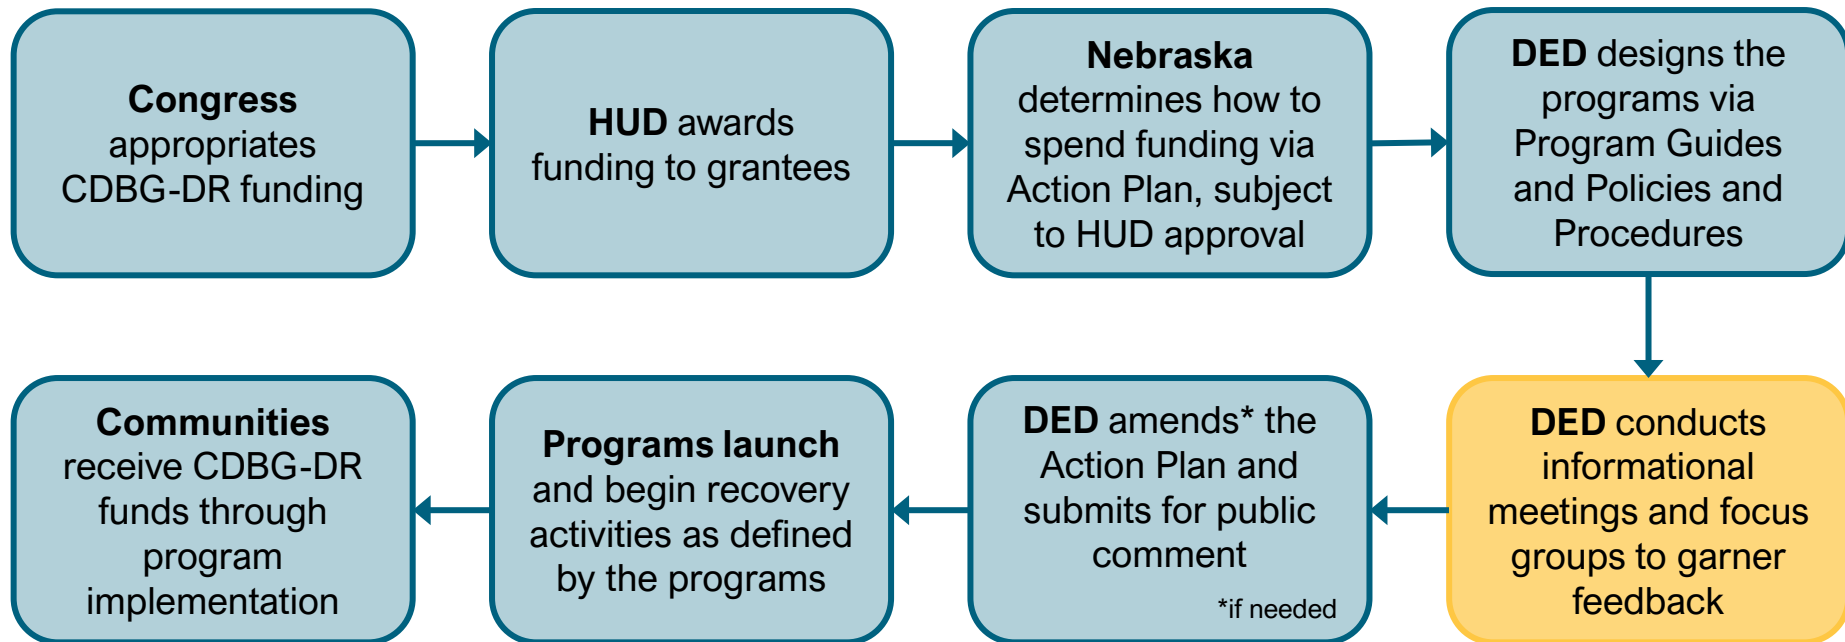 Congress
appropriates
CDBG-DR funding
HUD awards
funding to grantees
Nebraska
determines how to
spend funding via
Action Plan, subject
to HUD approval
DED designs the
programs via
Program Guides
and Policies and
Procedures
DED conducts
informational
meetings and focus
groups to garner
feedback
DED amends* the
Action Plan and
submits for public
comment
*if needed
Programs launch
and begin recovery
activities as defined
by the programs
Communities
receive CDBG-DR
funds through
program
implementation